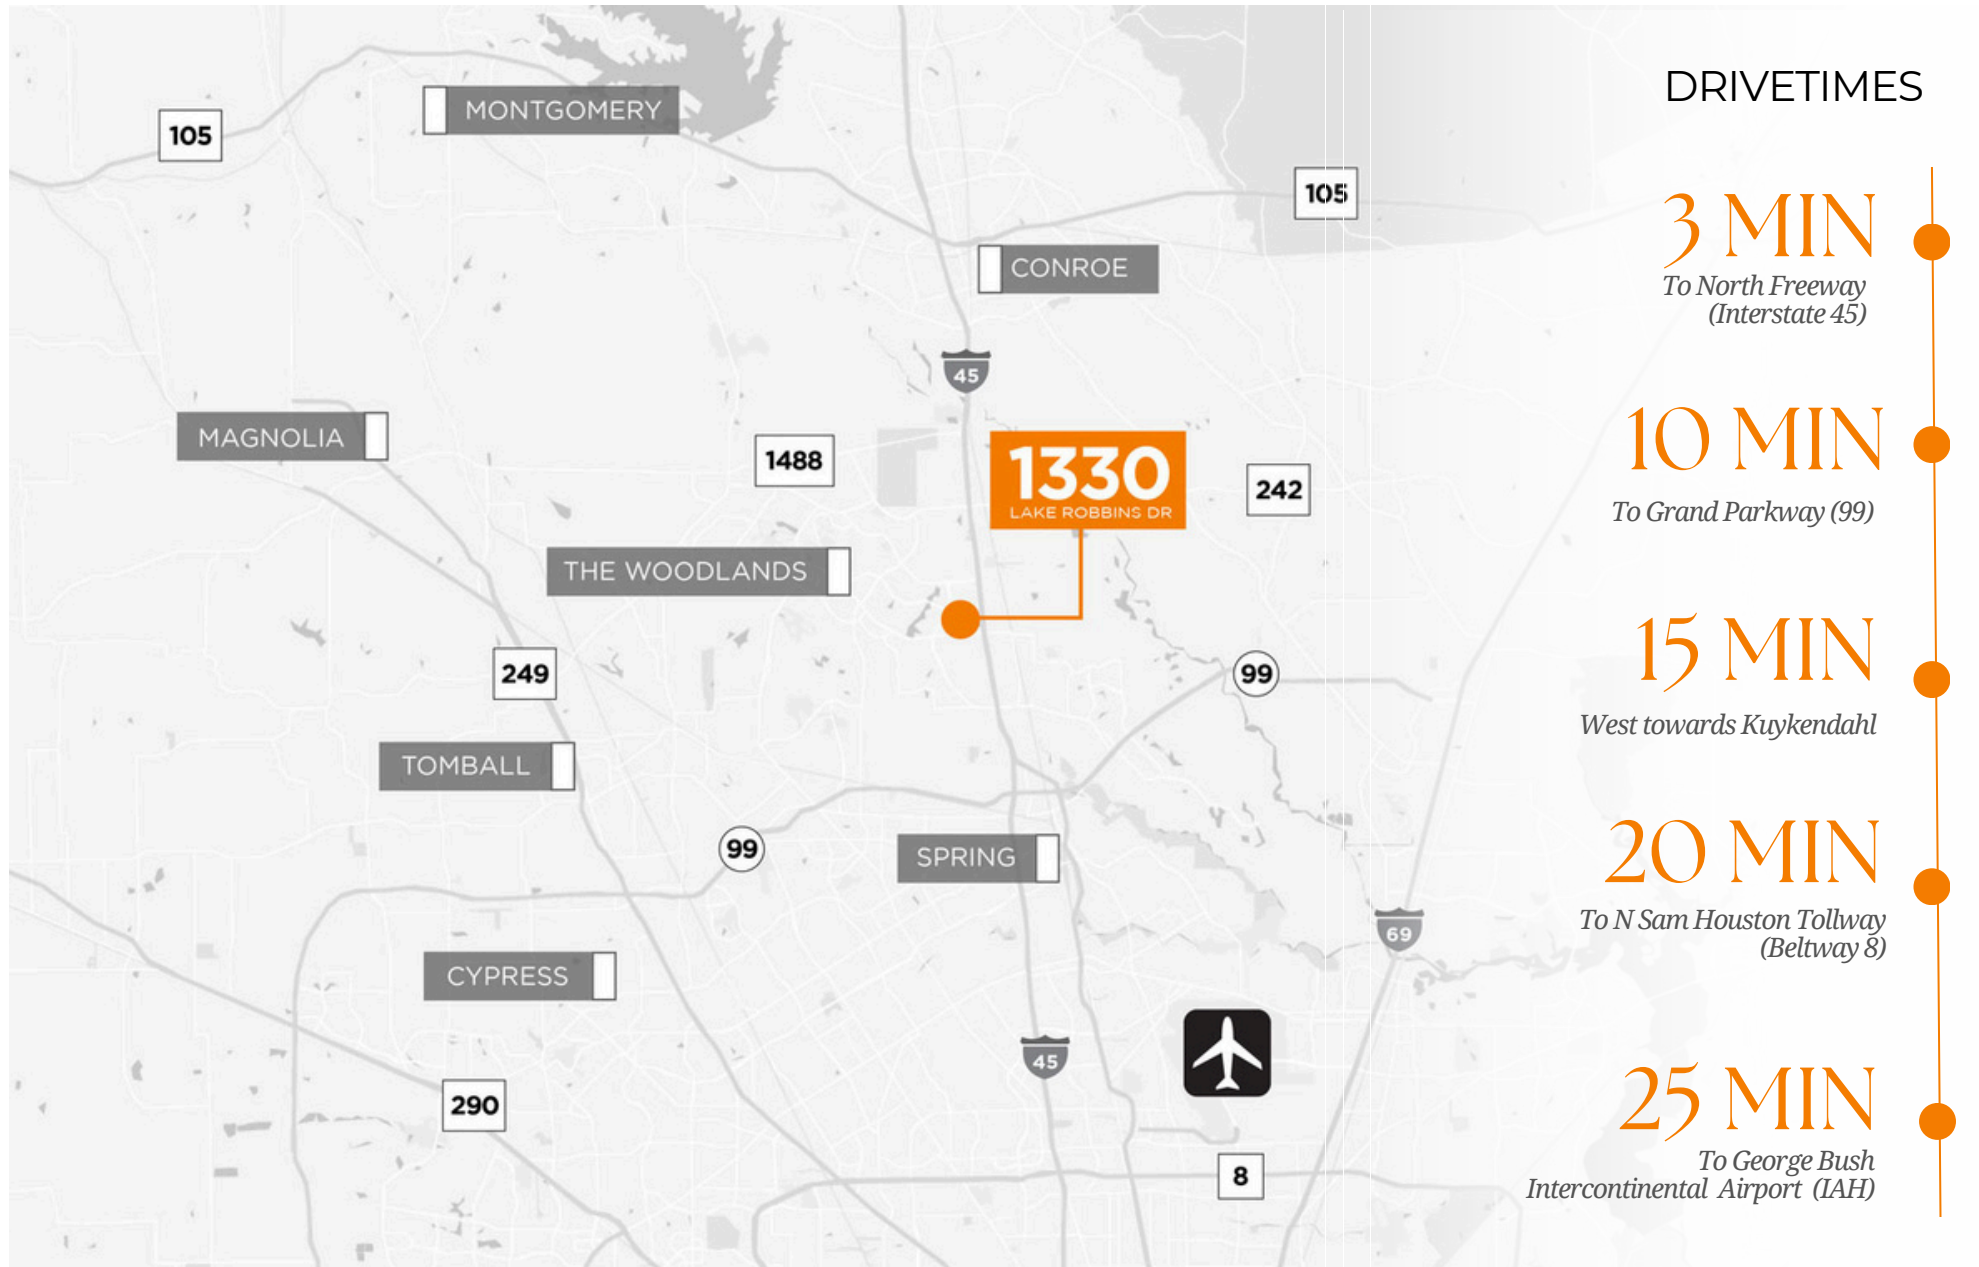 MONTGOMERY
105
105
CONROE
45
MAGNOLIA
1488
1330
LAKE ROBBINS DR
242
THE WOODLANDS
249
99
TOMBALL
99
SPRING
69
CYPRESS
45
290
8
DRIVETIMES
3 MIN
To North Freeway
(Interstate 45)
10 MIN
To Grand Parkway (99)
15 MIN
West towards Kuykendahl
20 MIN
To N Sam Houston Tollway
(Beltway 8)
25 MIN
To George Bush
Intercontinental Airport (IAH)